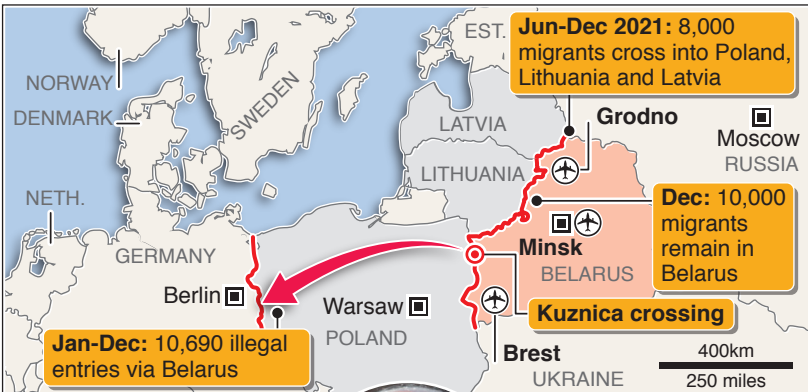 Jun-Dec 2021: 8,000
migrants cross into Poland,
Lithuania and Latvia
EST.
NORWAY
DENMARK
SWEDEN
LATVIA
Grodno
Moscow
RUSSIA
LITHUANIA
NETH.
Dec: 10,000
migrants
remain in
Belarus
GERMANY
Minsk
BELARUS
Berlin
Warsaw
POLAND
Kuznica crossing
Jan-Dec: 10,690 illegal
entries via Belarus
Brest
UKRAINE
400km
250 miles